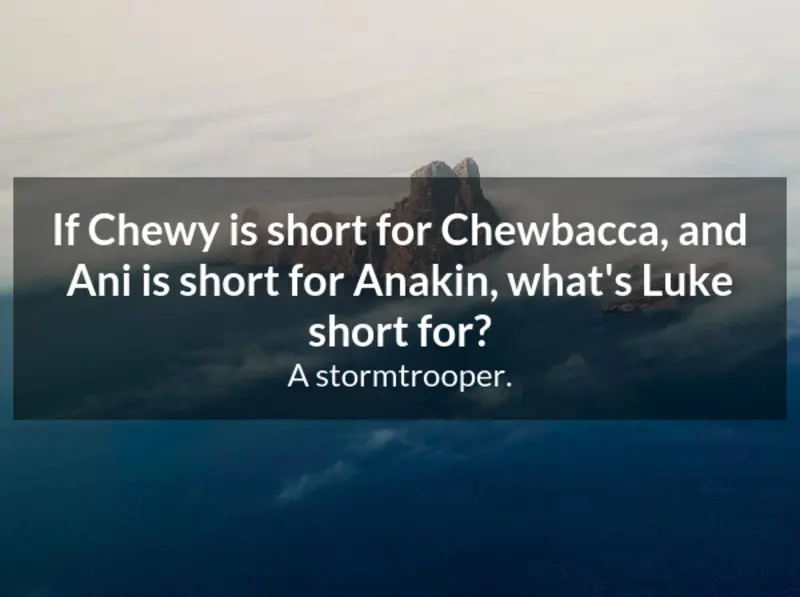 If Chewy is short for Chewbacca, and
Ani is short for Anakin, what's Luke
short for?
A stormtrooper.